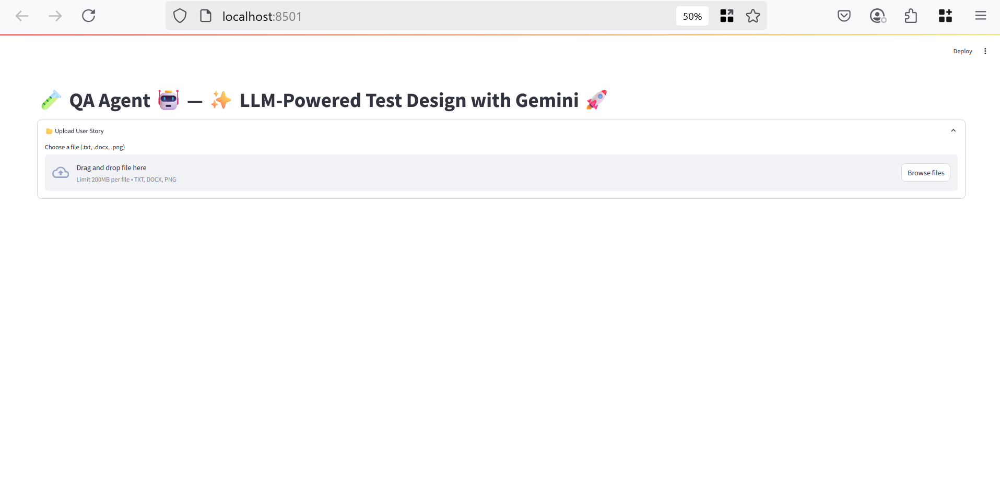 localhost:8501
50%
Deploy
QA Agent — LLM-Powered Test Design with Gemini
Upload User Story
Choose a file (.txt, .docx, .png)
Drag and drop file here
Limit 200MB per file • TXT, DOCX, PNG
Browse files